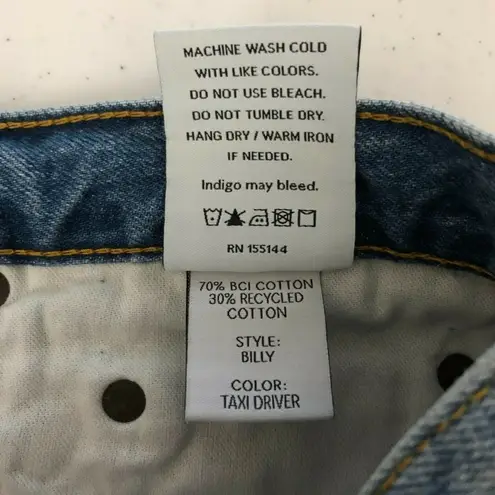 MACHINE WASH COLD
WITH LIKE COLORS.
DO NOT USE BLEACH.
DO NOT TUMBLE DRY.
HANG DRY / WARM IRON
IF NEEDED.
Indigo may bleed.
RN 155144
70% BCI COTTON
30% RECYCLED
COTTON
STYLE:
BILLY
COLOR:
TAXI DRIVER